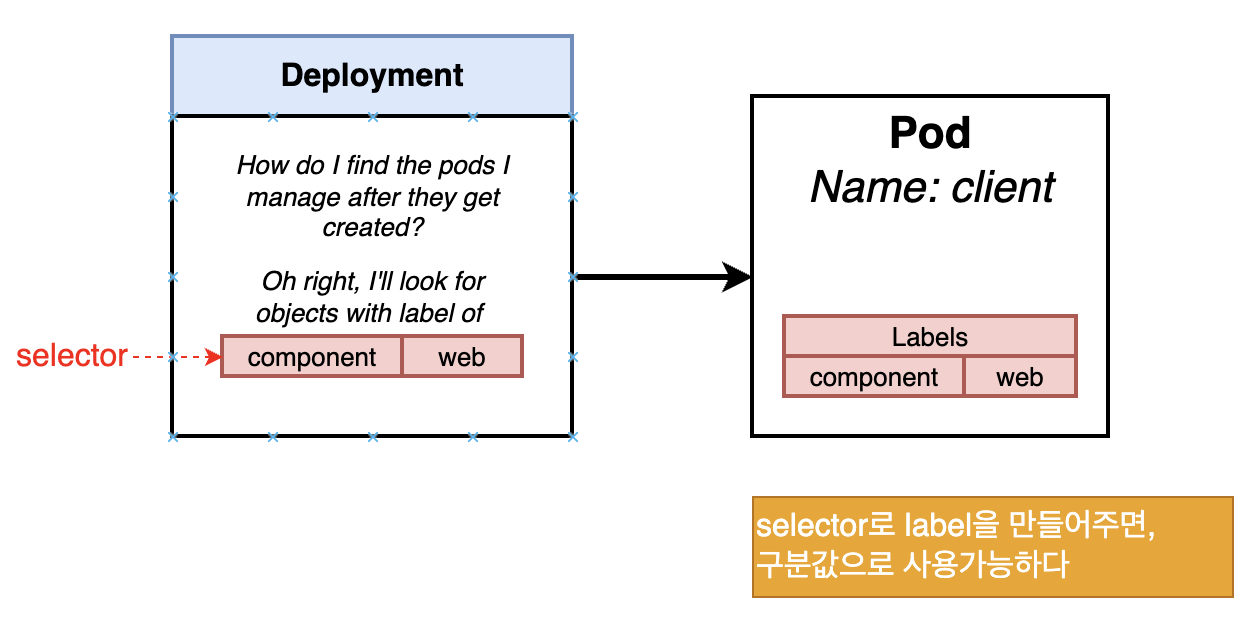 Deployment
How do I find the pods I
manage after they get
created?
Oh right, I'll look for
objects with label of
selector
component web
Pod
Name: client
Labels
component web
selector로 label을 만들어주면,
구분값으로 사용가능하다